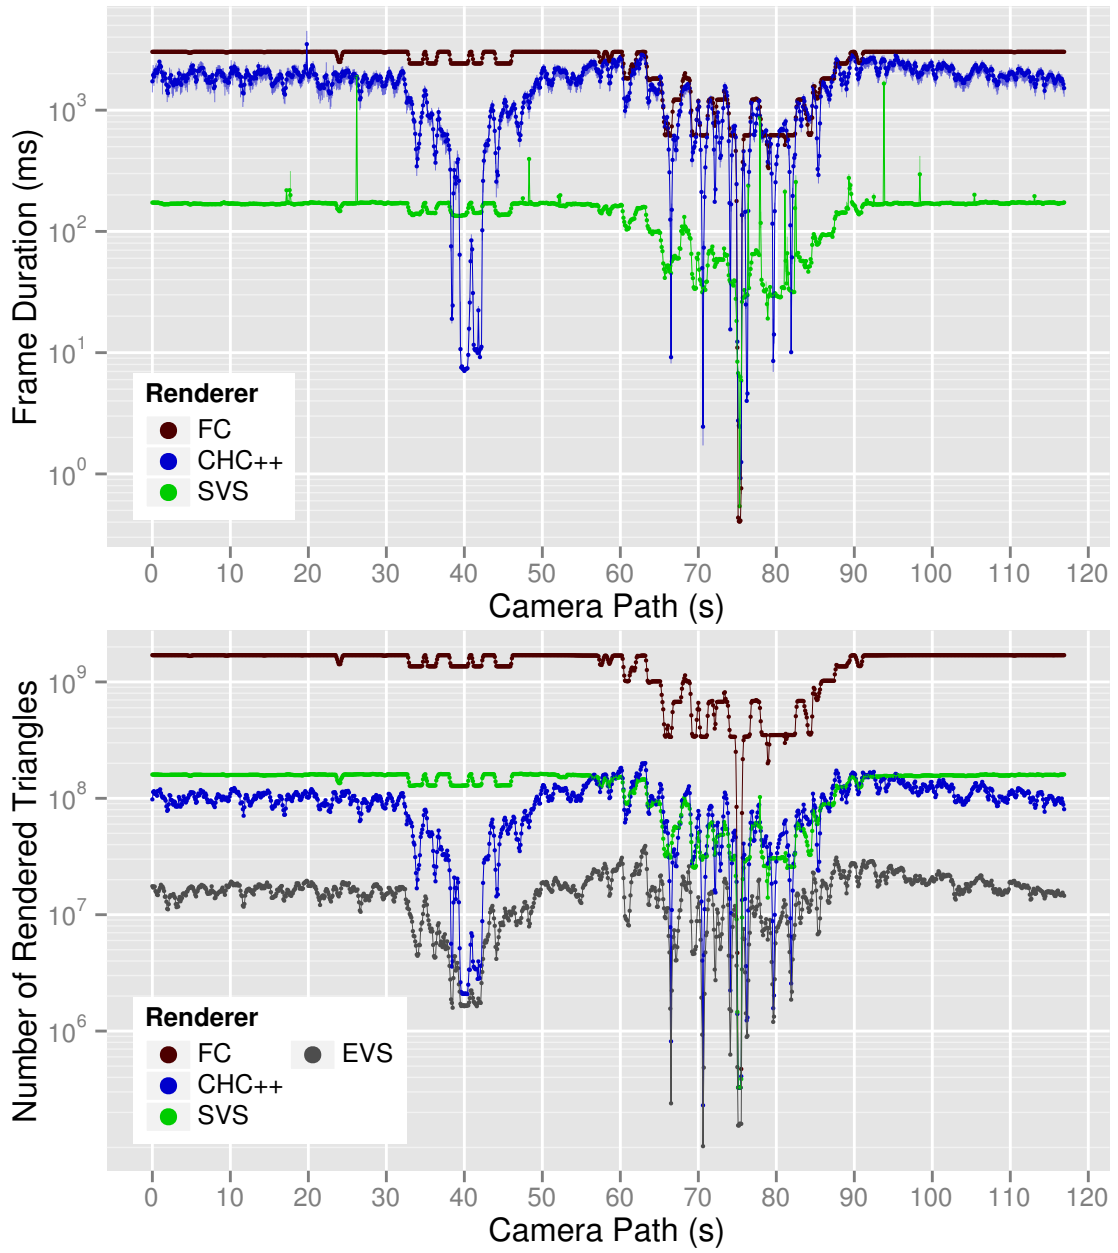 Frame Duration (ms)
10^3
10^2
10^1
10^0
Renderer
FC
CHC++
SVS
0 10 20 30 40 50 60 70 80 90 100 110 120
Camera Path (s)
Number of Rendered Triangles
10^9
10^8
10^7
10^6
Renderer
FC EVS
CHC++
SVS
0 10 20 30 40 50 60 70 80 90 100 110 120
Camera Path (s)